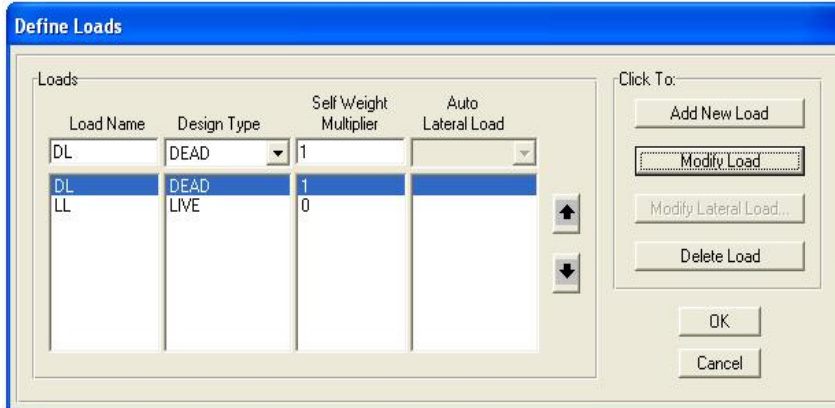 Define Loads
Loads
Click To:
Load Name Design Type Self Weight Multiplier Auto Lateral Load
DL DEAD 1
DL DEAD 1
LL LIVE 0
Add New Load
Modify Load
Modify Lateral Load...
Delete Load
OK
Cancel